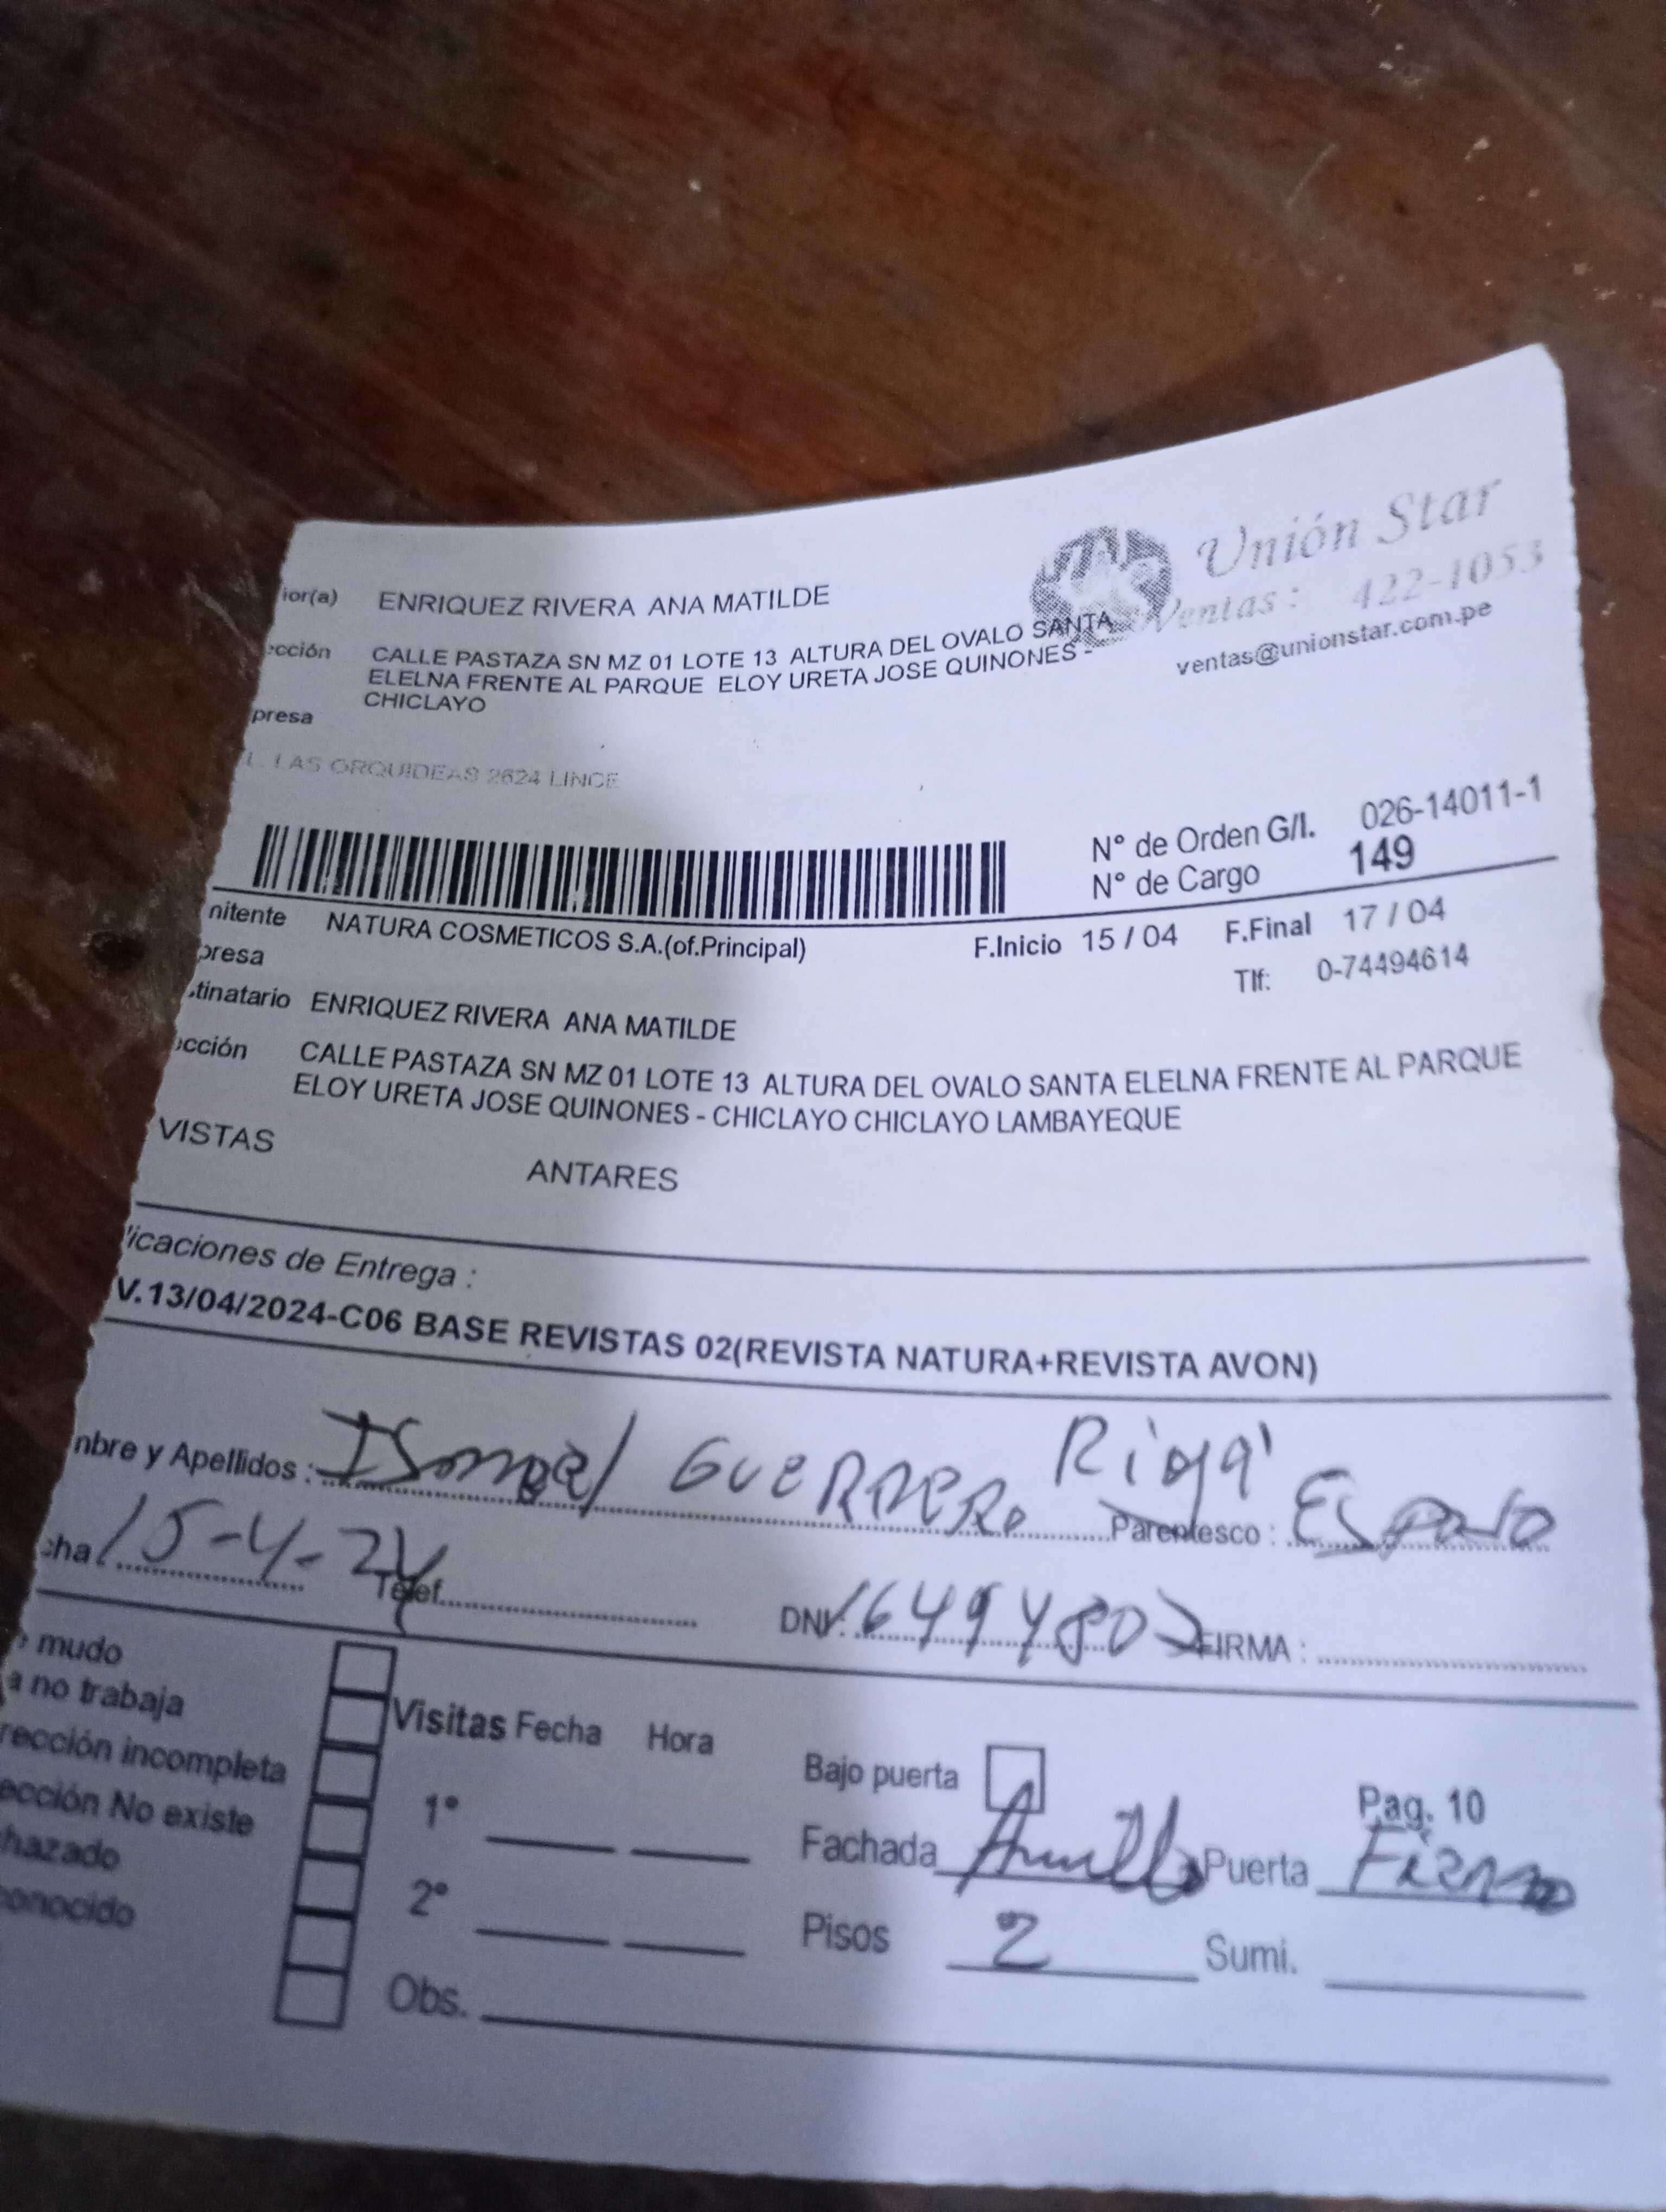 Unión Star
Ventas: 422-1053
ventas@unionstar.com.pe
ior(a) ENRIQUEZ RIVERA ANA MATILDE
ección CALLE PASTAZA SN MZ 01 LOTE 13 ALTURA DEL OVALO SANTA
ELELNA FRENTE AL PARQUE ELOY URETA JOSE QUINONES -
CHICLAYO
presa
LAS ORQUIDEAS 2624 LINCE
N° de Orden G/I. 026-14011-1
N° de Cargo 149
nitente NATURA COSMETICOS S.A.(of.Principal) F.Inicio 15 / 04 F.Final 17 / 04
presa Tlf: 0-74494614
tinatario ENRIQUEZ RIVERA ANA MATILDE
ección CALLE PASTAZA SN MZ 01 LOTE 13 ALTURA DEL OVALO SANTA ELELNA FRENTE AL PARQUE
ELOY URETA JOSE QUINONES - CHICLAYO CHICLAYO LAMBAYEQUE
VISTAS
ANTARES
icaciones de Entrega :
V.13/04/2024-C06 BASE REVISTAS 02(REVISTA NATURA+REVISTA AVON)
nbre y Apellidos : ISmael GUERRERO Parentesco : ESPOSO
cha 15-4-24 Telef. DNI: 16494802 FIRMA :
mudo
a no trabaja
rección incompleta
ección No existe
hazado
onocido
Visitas Fecha Hora
1°
2°
Obs.
Bajo puerta Pag. 10
Fachada Puerta Fierro
Pisos 2 Sumi.